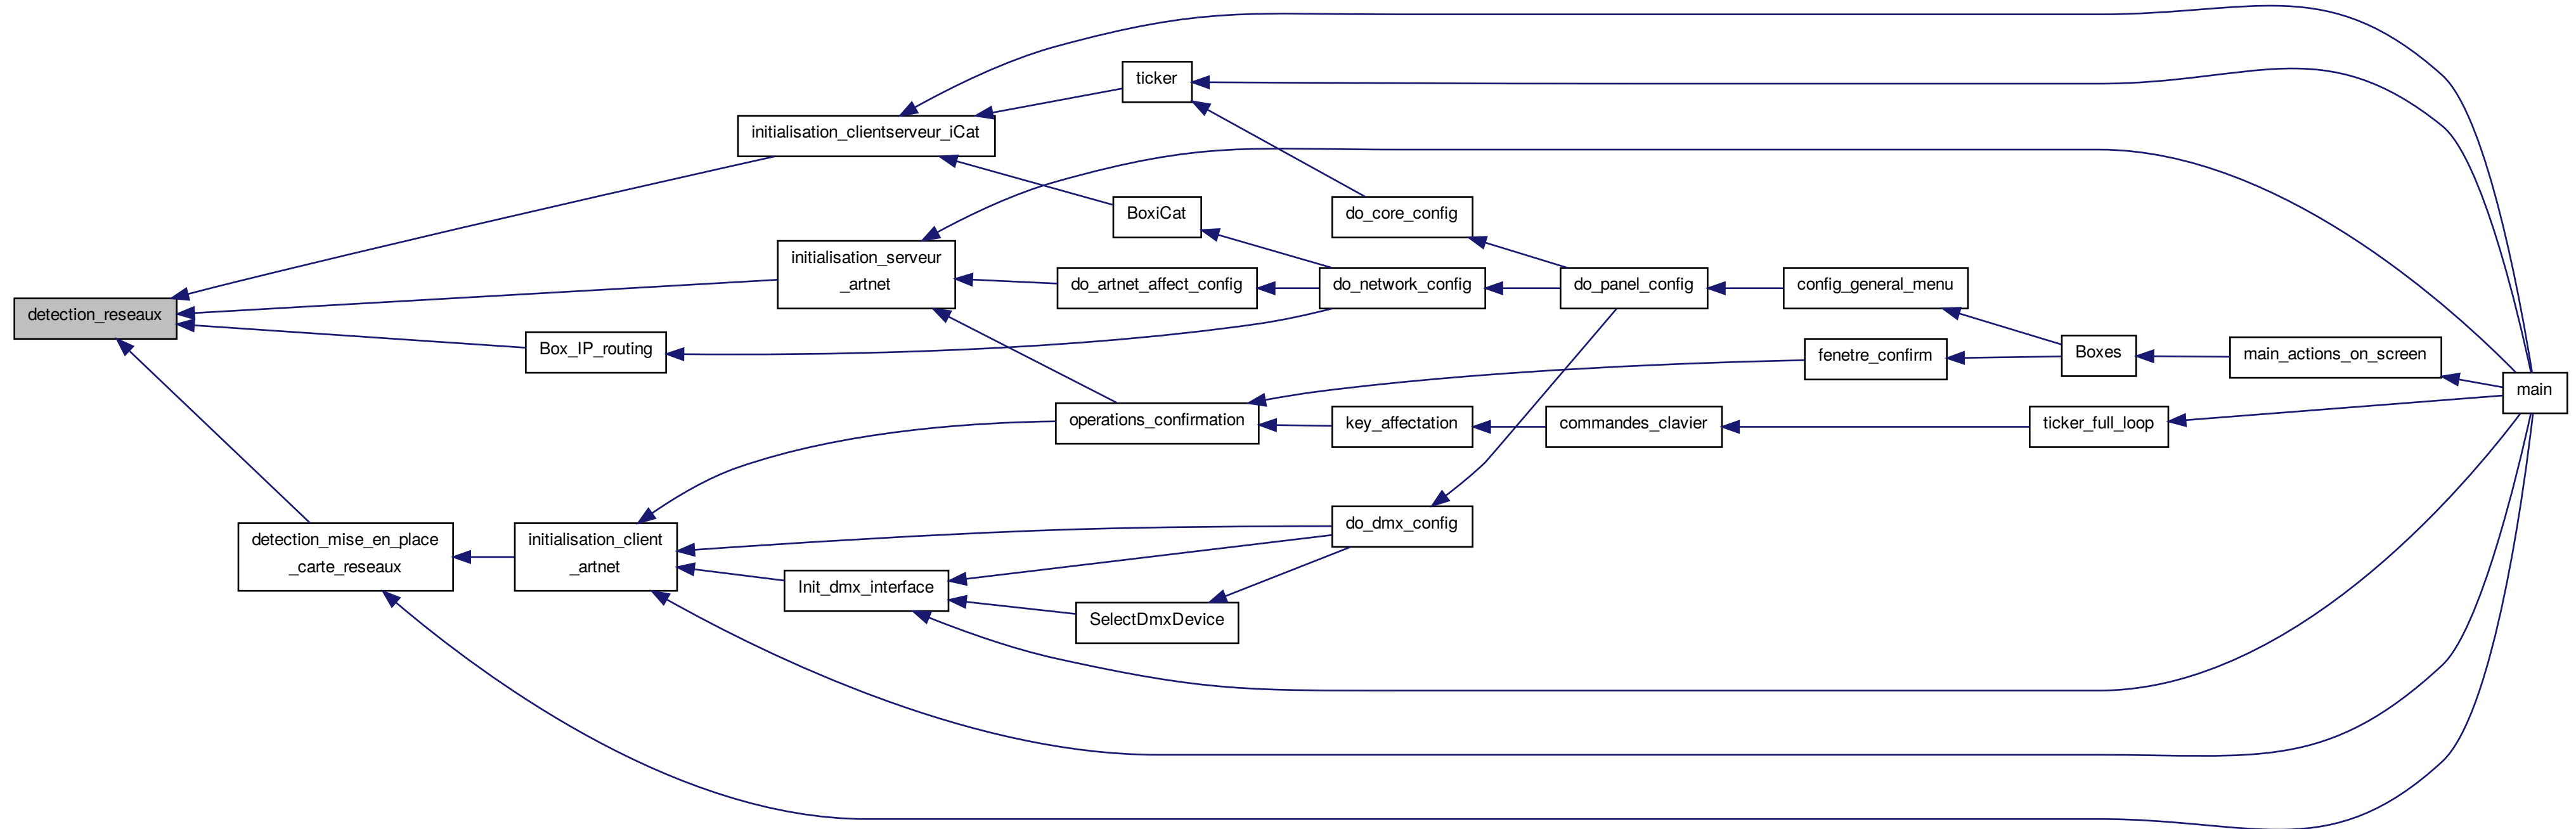 ticker
initialisation_clientserveur_iCat
BoxiCat
do_core_config
initialisation_serveur
_artnet
do_artnet_affect_config
do_network_config
do_panel_config
config_general_menu
detection_reseaux
Box_IP_routing
fenetre_confirm
Boxes
main_actions_on_screen
main
operations_confirmation
key_affectation
commandes_clavier
ticker_full_loop
detection_mise_en_place
_carte_reseaux
initialisation_client
_artnet
do_dmx_config
Init_dmx_interface
SelectDmxDevice